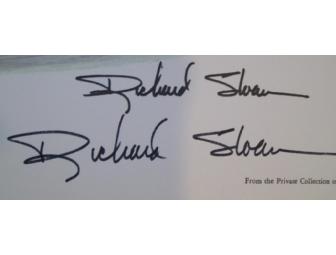 Richard Sloan
Richard Sloan
From the Private Collection o